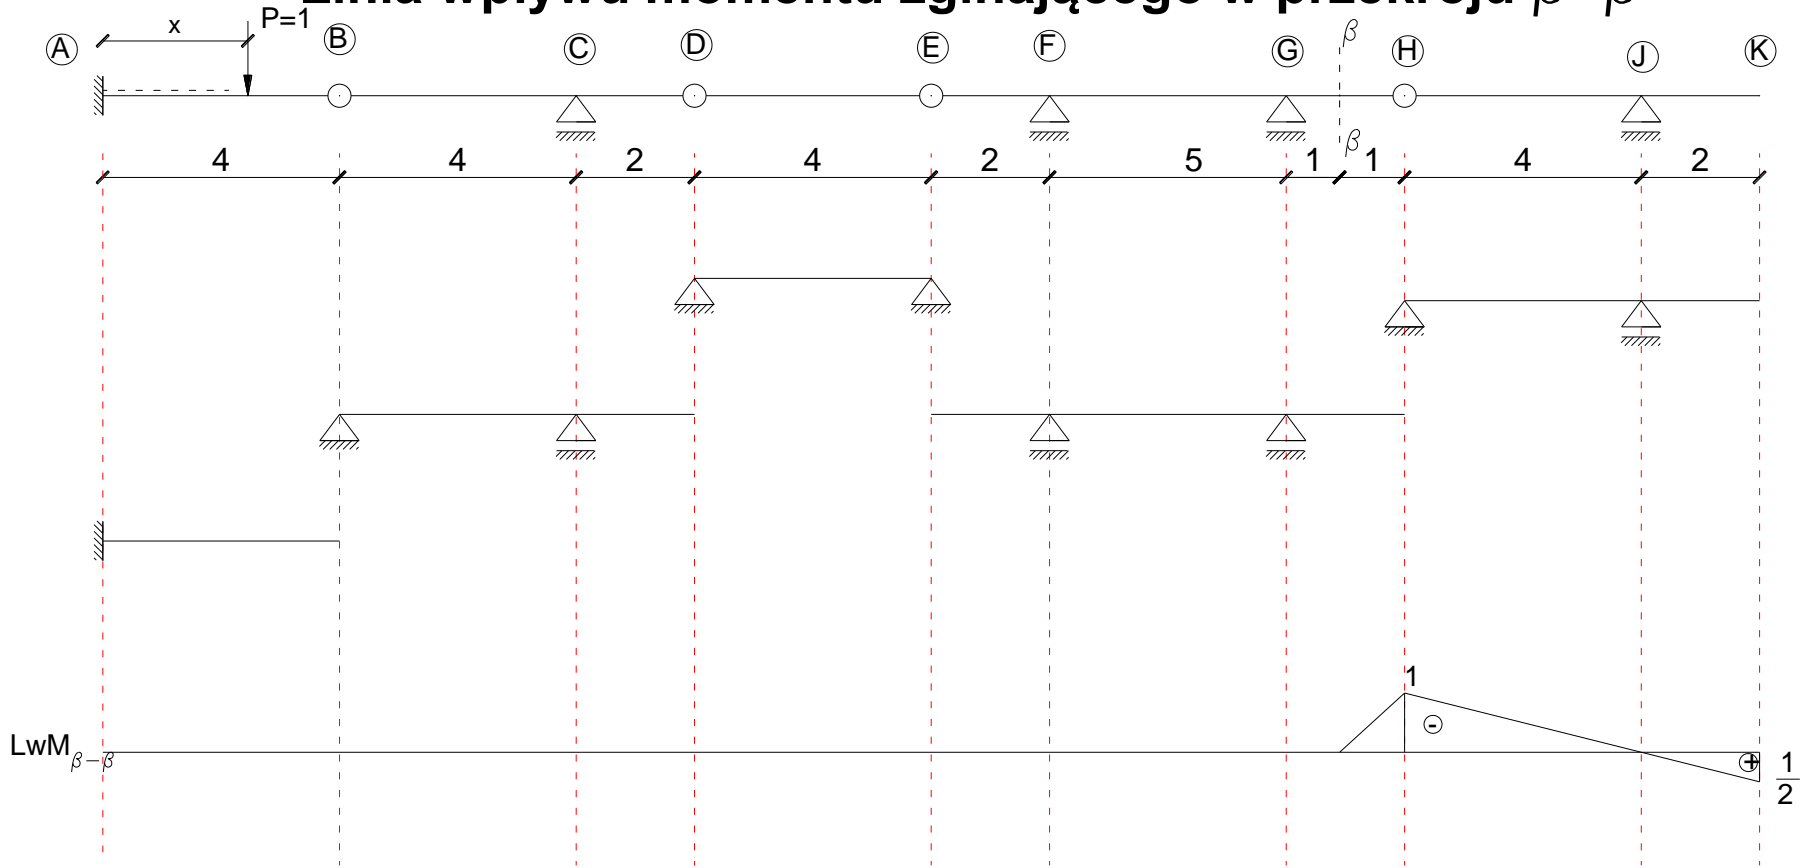 Linia wpływu momentu zginającego w przekroju β-β
x P=1
A B C D E F G β H J K
β
4 4 2 4 2 5 1 1 4 2
1
-
LwM β-β
+ 1/2